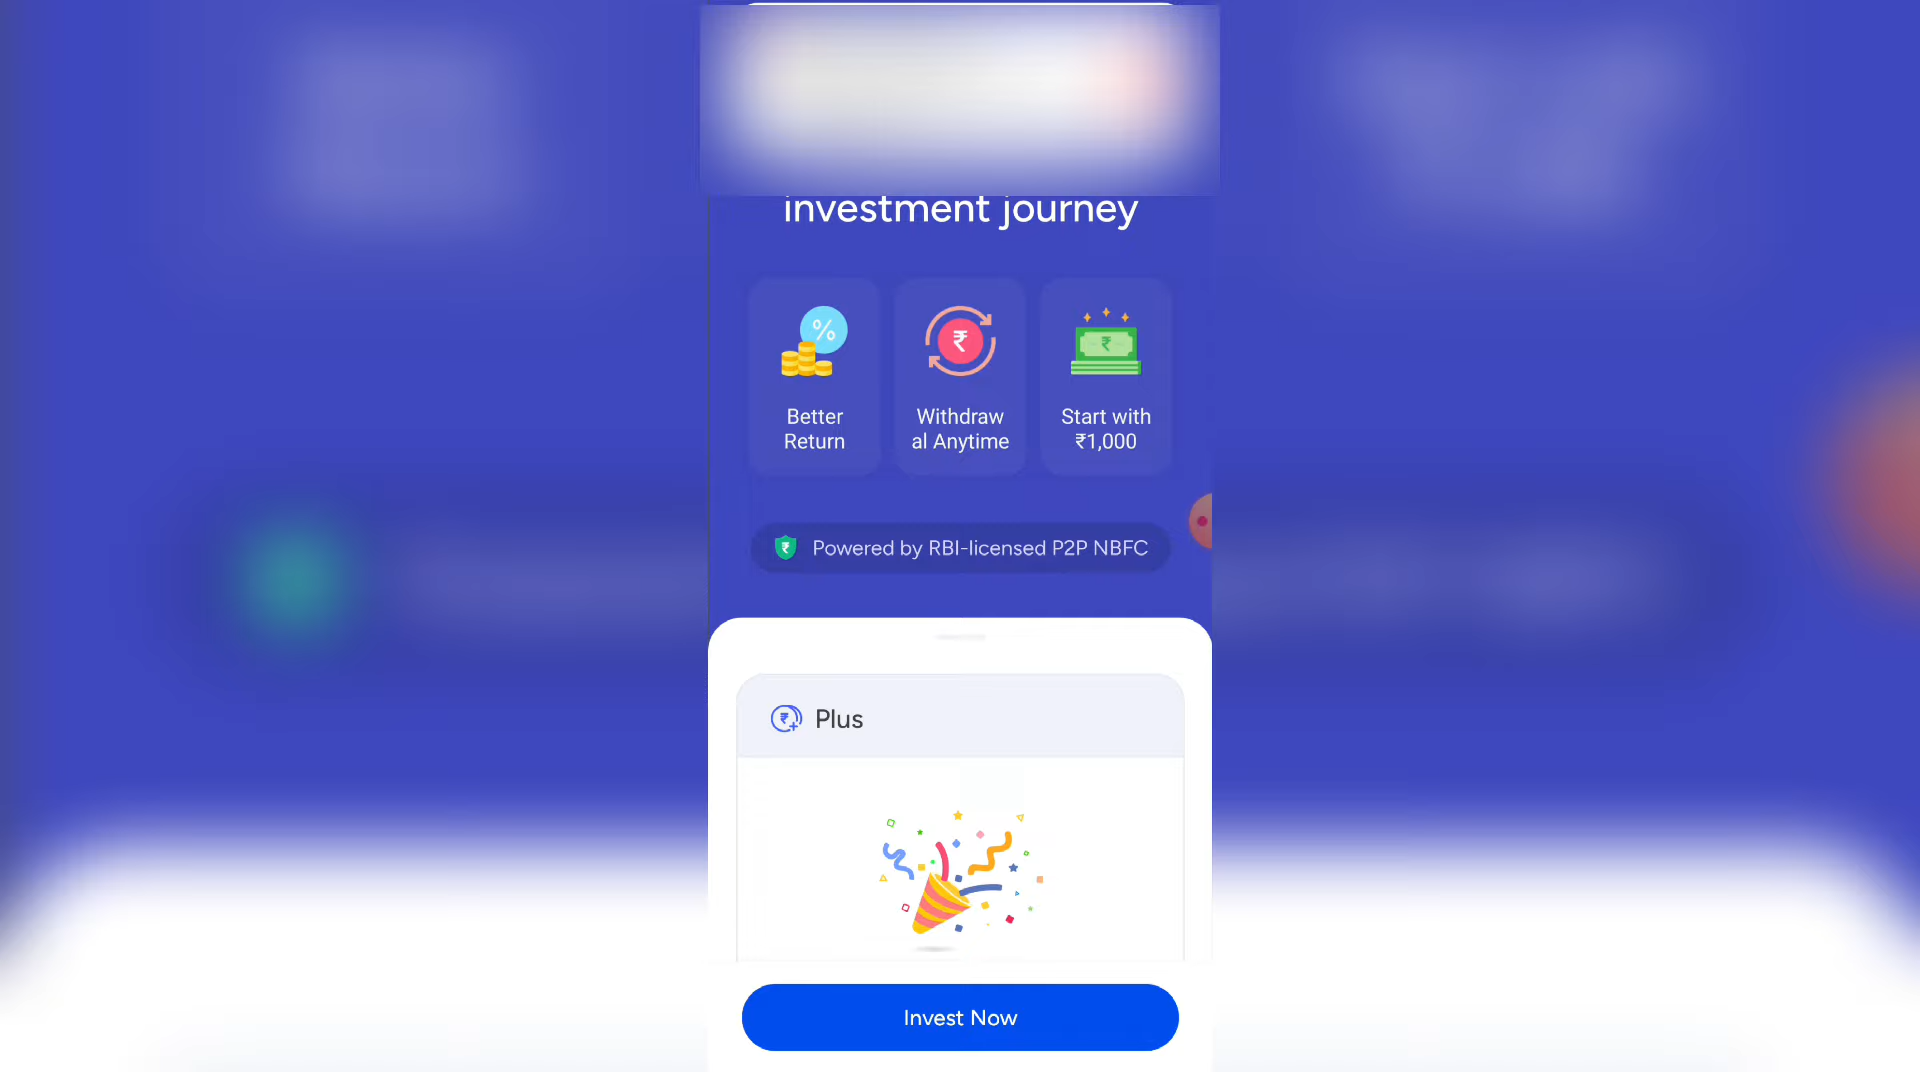 investment journey
Better
Return
Withdraw
al Anytime
Start with
₹1,000
Powered by RBI-licensed P2P NBFC
Plus
Invest Now